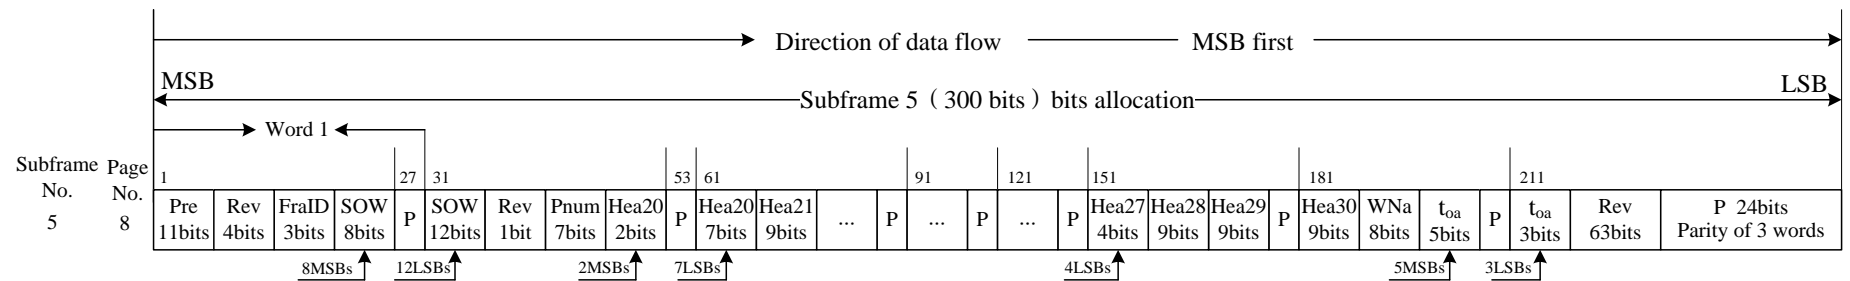 Direction of data flow MSB first
MSB LSB
Subframe 5（300 bits）bits allocation
Word 1
Subframe No. 5
Page No. 8
1 27 31 53 61 91 121 151 181 211
Pre 11bits
Rev 4bits
FraID 3bits
SOW 8bits
P
SOW 12bits
Rev 1bit
Pnum 7bits
Hea20 2bits
P
Hea20 7bits
Hea21 9bits
...
P
...
P
...
P
Hea27 4bits
Hea28 9bits
Hea29 9bits
P
Hea30 9bits
WNa 8bits
toa 5bits
P
toa 3bits
Rev 63bits
P 24bits
Parity of 3 words
8MSBs 12LSBs 2MSBs 7LSBs 4LSBs 5MSBs 3LSBs